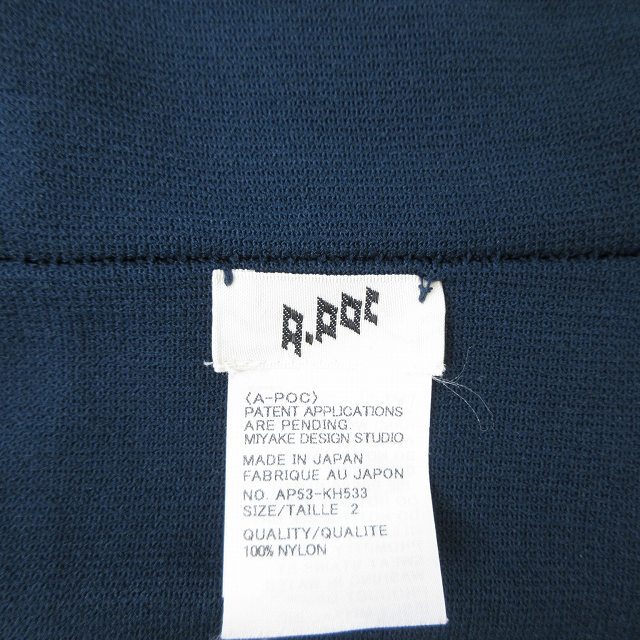 A-POC
(A-POC)
PATENT APPLICATIONS
ARE PENDING.
MIYAKE DESIGN STUDIO
MADE IN JAPAN
FABRIQUE AU JAPON
NO. AP53-KH533
SIZE/TAILLE 2
QUALITY/QUALITE
100% NYLON